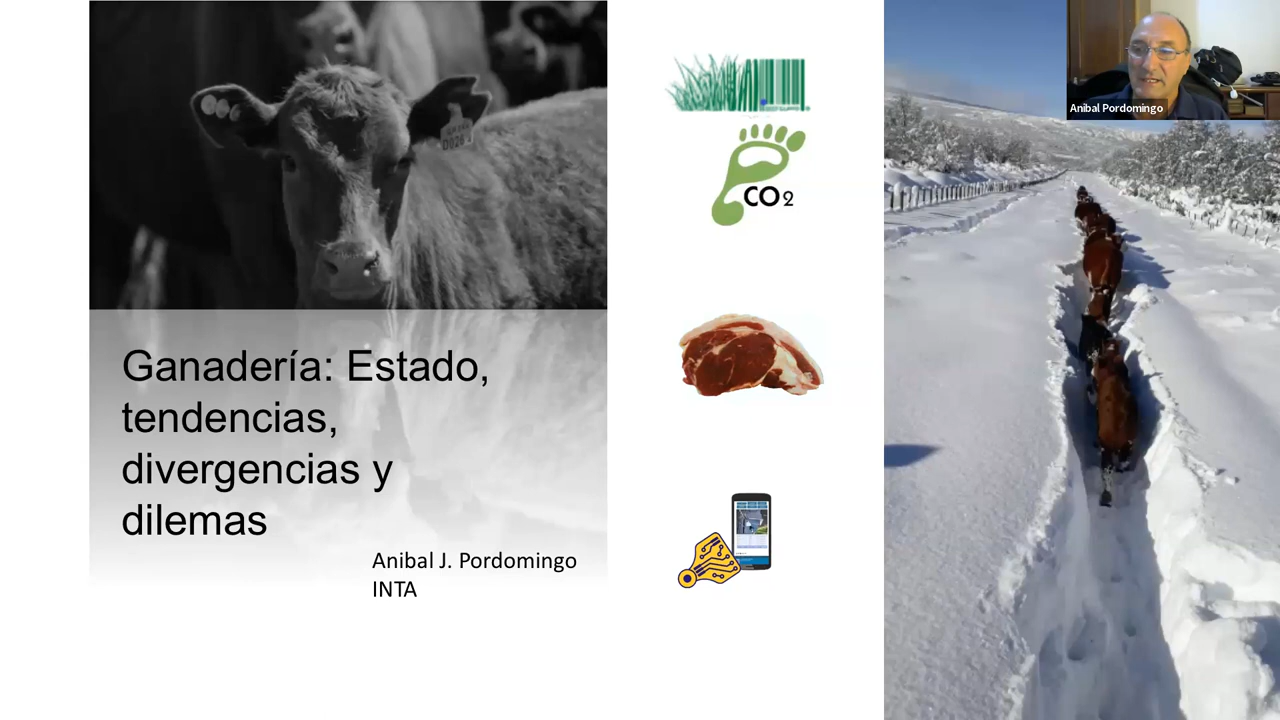 Ganadería: Estado,
tendencias,
divergencias y
dilemas
Anibal J. Pordomingo
INTA
CO2
Anibal Pordomingo